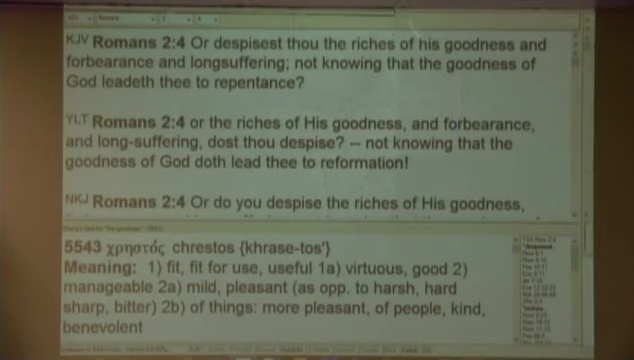 KJV Romans 2:4 Or despisest thou the riches of his goodness and
forbearance and longsuffering; not knowing that the goodness of
God leadeth thee to repentance?
YLT Romans 2:4 or the riches of His goodness, and forbearance,
and long-suffering, dost thou despise? -- not knowing that the
goodness of God doth lead thee to reformation!
NKJ Romans 2:4 Or do you despise the riches of His goodness,
5543 χρηστός chrestos {khrase-tos'}
Meaning: 1) fit, fit for use, useful 1a) virtuous, good 2)
manageable 2a) mild, pleasant (as opp. to harsh, hard
sharp, bitter) 2b) of things: more pleasant, of people, kind,
benevolent